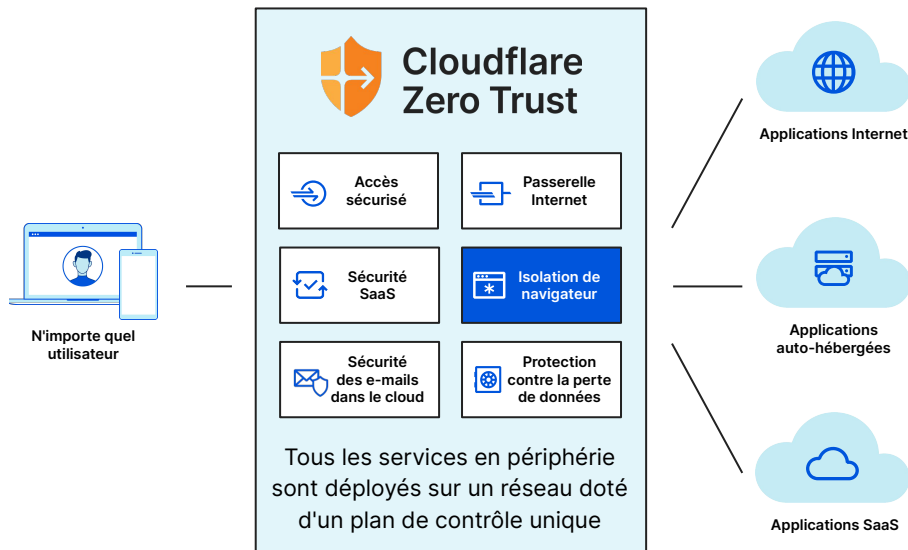 Cloudflare
Zero Trust
Accès
sécurisé
Passerelle
Internet
Sécurité
SaaS
Isolation de
navigateur
Sécurité
des e-mails
dans le cloud
Protection
contre la perte
de données
Tous les services en périphérie
sont déployés sur un réseau doté
d'un plan de contrôle unique
N'importe quel
utilisateur
Applications Internet
Applications
auto-hébergées
Applications SaaS